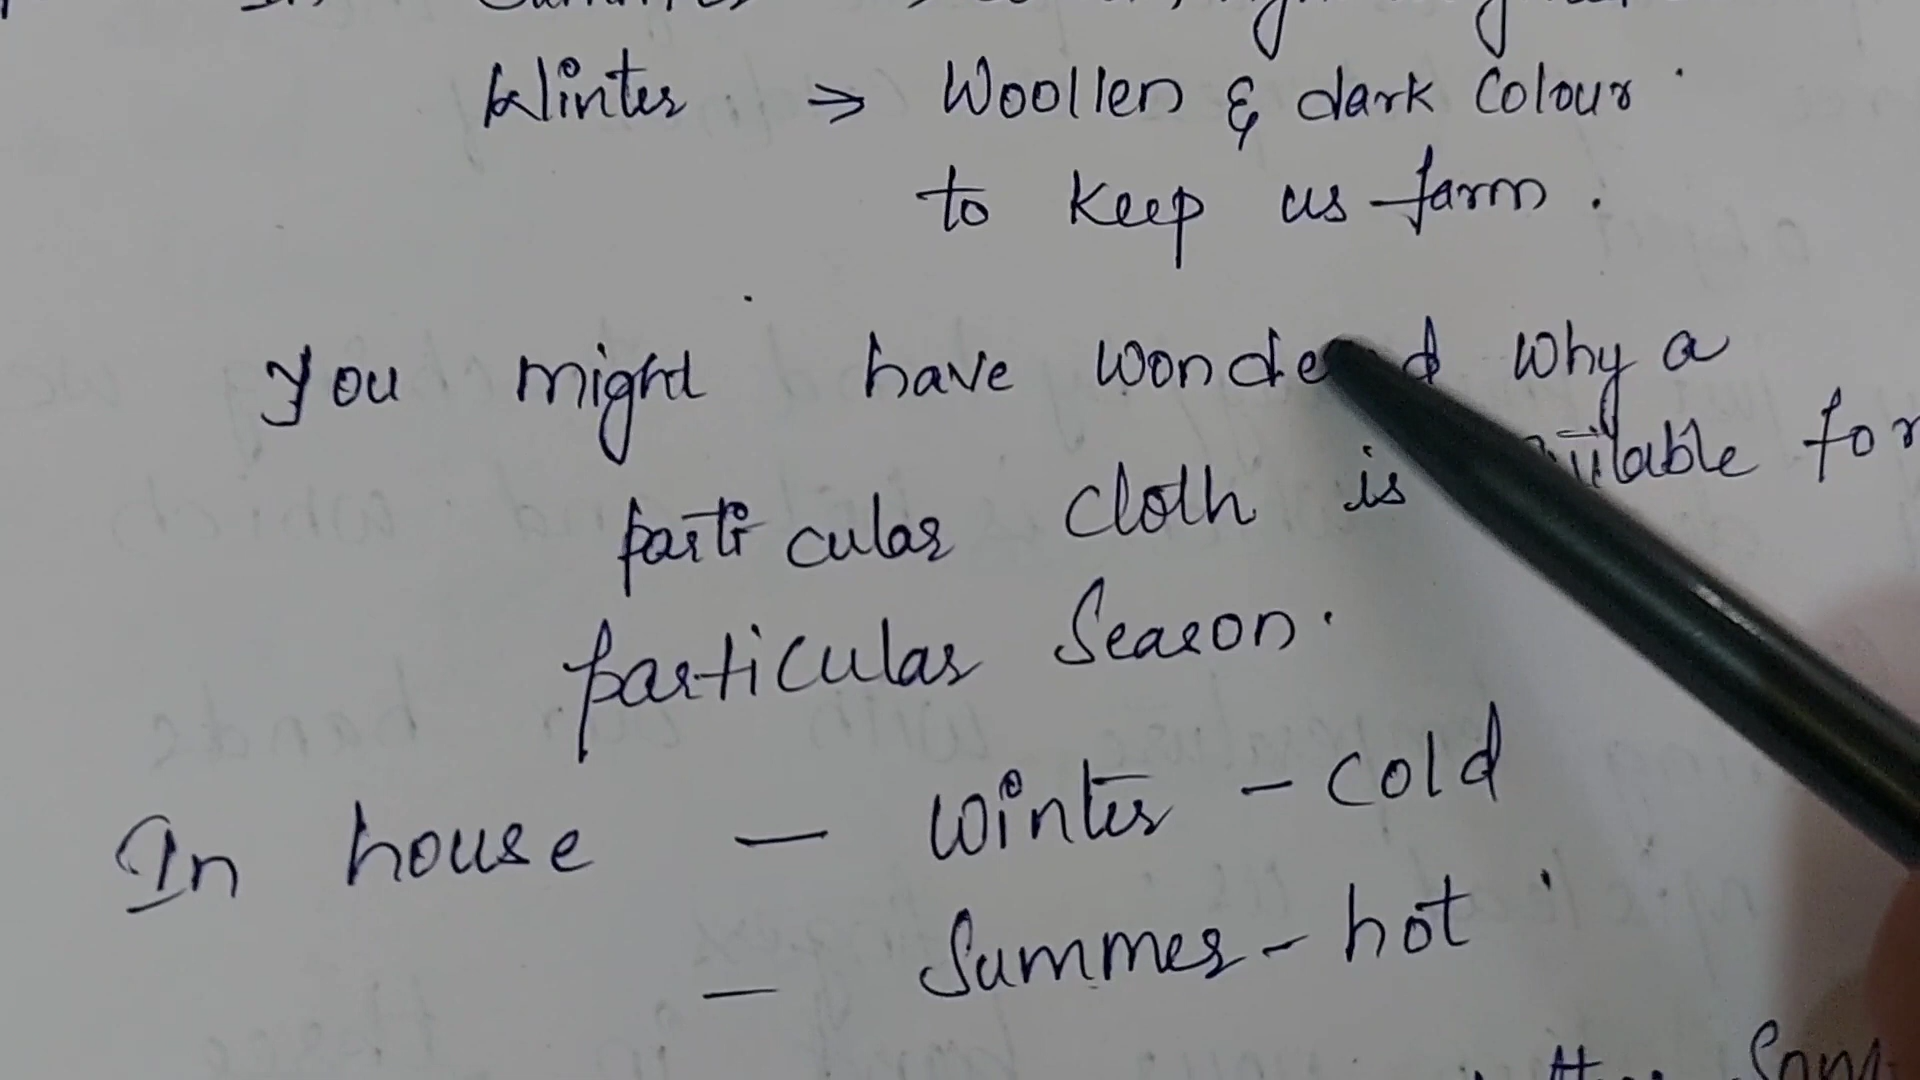 Winter ⇒ Woollen & dark Colour.
to keep us farm.
You might have why a
particular cloth is for
particular Season.
In house — winter - cold
— Summer - hot